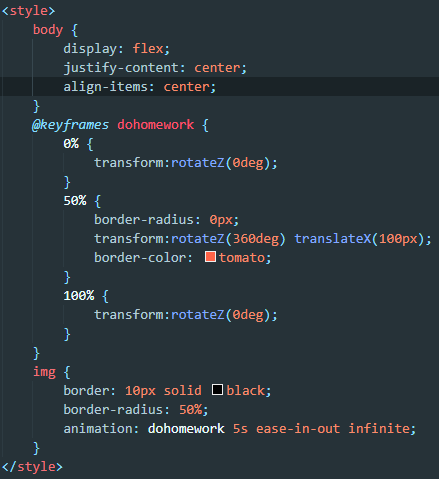 <style>
body {
display: flex;
justify-content: center;
align-items: center;
}
@keyframes dohomework {
0% {
transform:rotateZ(0deg);
}
50% {
border-radius: 0px;
transform:rotateZ(360deg) translateX(100px);
border-color: tomato;
}
100% {
transform:rotateZ(0deg);
}
}
img {
border: 10px solid black;
border-radius: 50%;
animation: dohomework 5s ease-in-out infinite;
}
</style>